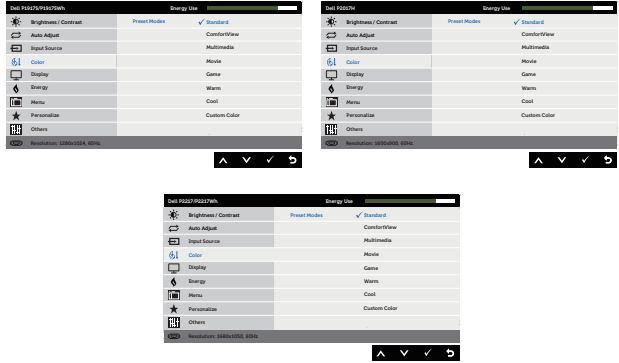 Dell P1917S/P1917SWh Energy Use
Brightness / Contrast Preset Modes ✓ Standard
Auto Adjust ComfortView
Input Source Multimedia
Color Movie
Display Game
Energy Warm
Menu Cool
Personalize Custom Color
Others
Resolution: 1280x1024, 60Hz
Dell P2017H Energy Use
Brightness / Contrast Preset Modes ✓ Standard
Auto Adjust ComfortView
Input Source Multimedia
Color Movie
Display Game
Energy Warm
Menu Cool
Personalize Custom Color
Others
Resolution: 1600x900, 60Hz
Dell P2217/P2217Wh Energy Use
Brightness / Contrast Preset Modes ✓ Standard
Auto Adjust ComfortView
Input Source Multimedia
Color Movie
Display Game
Energy Warm
Menu Cool
Personalize Custom Color
Others
Resolution: 1680x1050, 60Hz